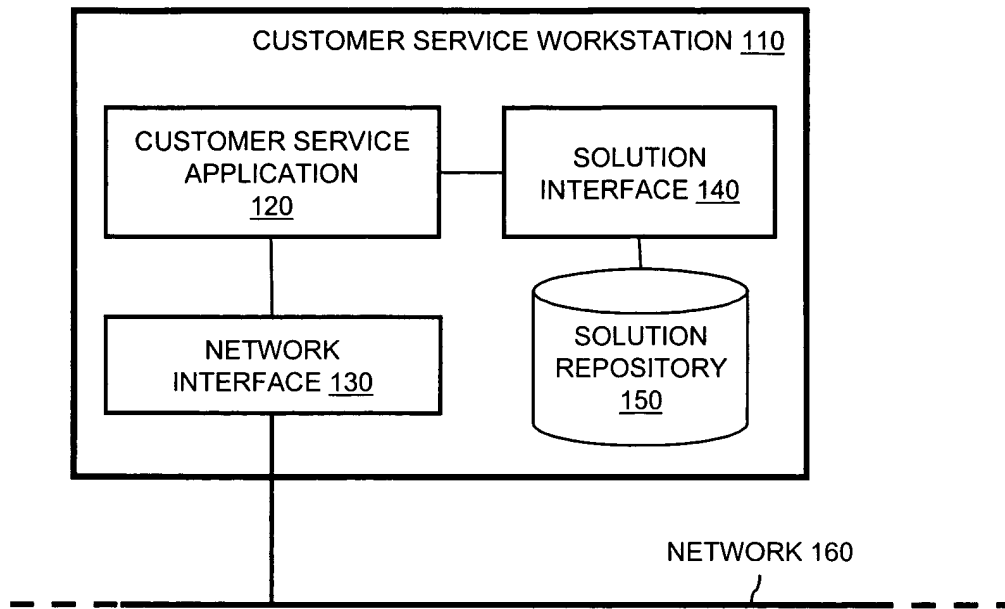 CUSTOMER SERVICE WORKSTATION 110
CUSTOMER SERVICE
APPLICATION
120
SOLUTION
INTERFACE 140
NETWORK
INTERFACE 130
SOLUTION
REPOSITORY
150
NETWORK 160